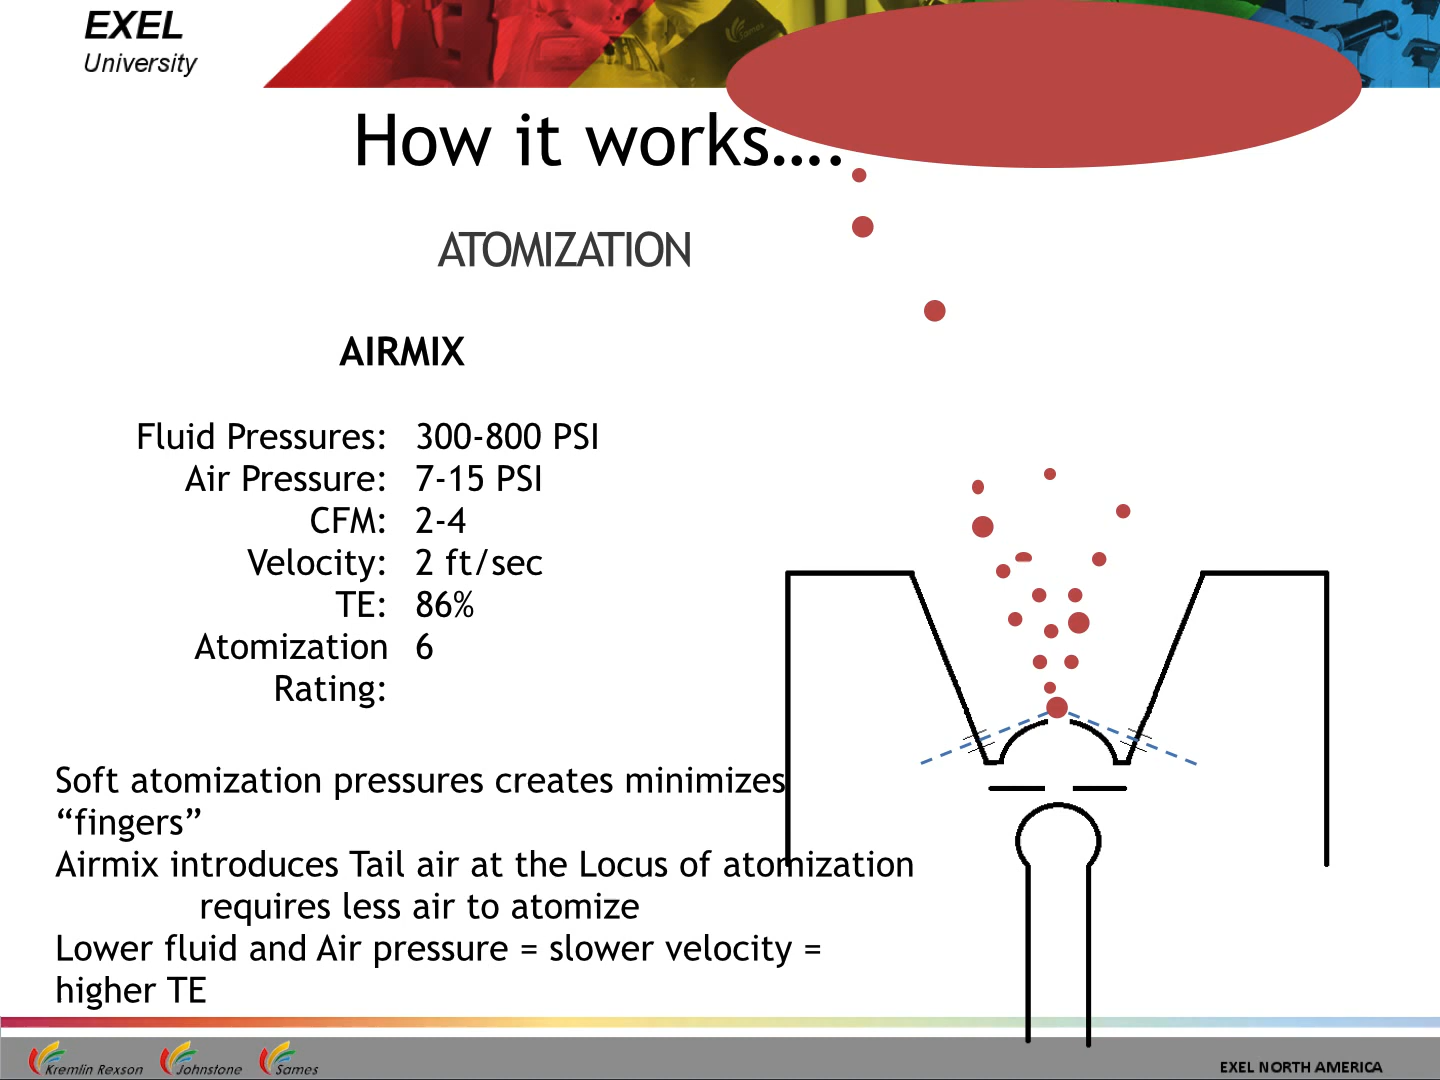 EXEL
University
How it works….
ATOMIZATION
AIRMIX
Fluid Pressures: 300-800 PSI
Air Pressure: 7-15 PSI
CFM: 2-4
Velocity: 2 ft/sec
TE: 86%
Atomization 6
Rating:
Soft atomization pressures creates minimizes
“fingers”
Airmix introduces Tail air at the Locus of atomization
requires less air to atomize
Lower fluid and Air pressure = slower velocity =
higher TE
Kremlin Rexson Johnstone Sames
EXEL NORTH AMERICA